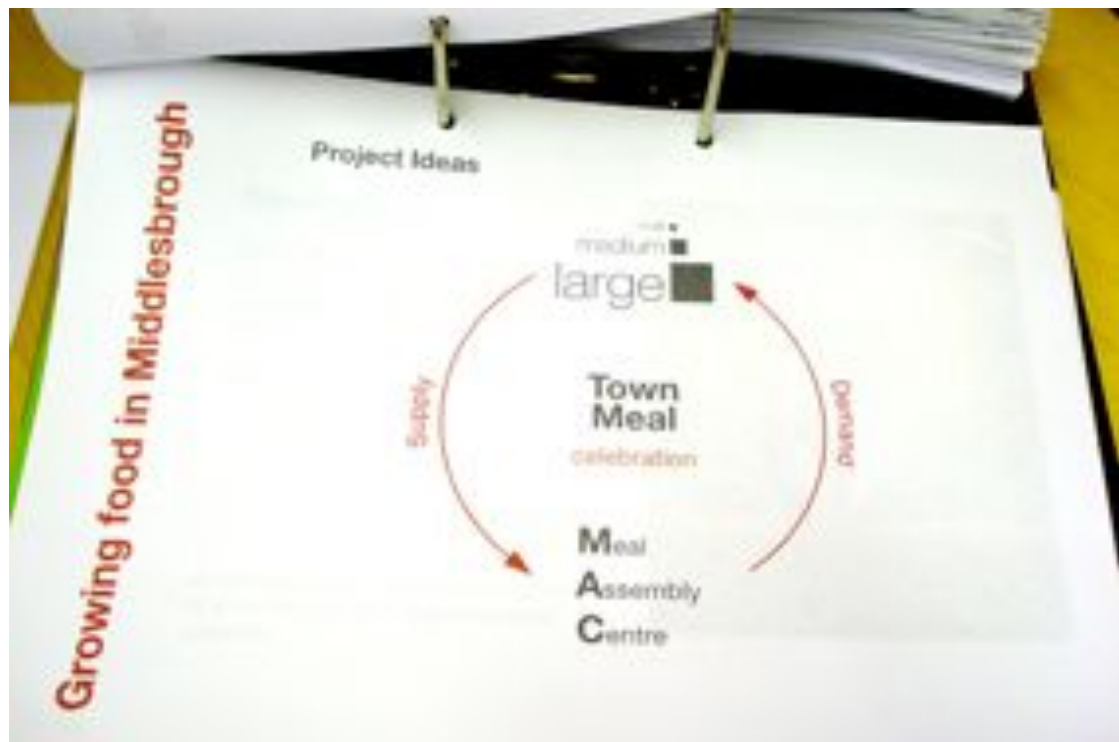 Growing food in Middlesbrough
Project Ideas
medium
large
Supply
Demand
Town
Meal
celebration
Meal
Assembly
Centre